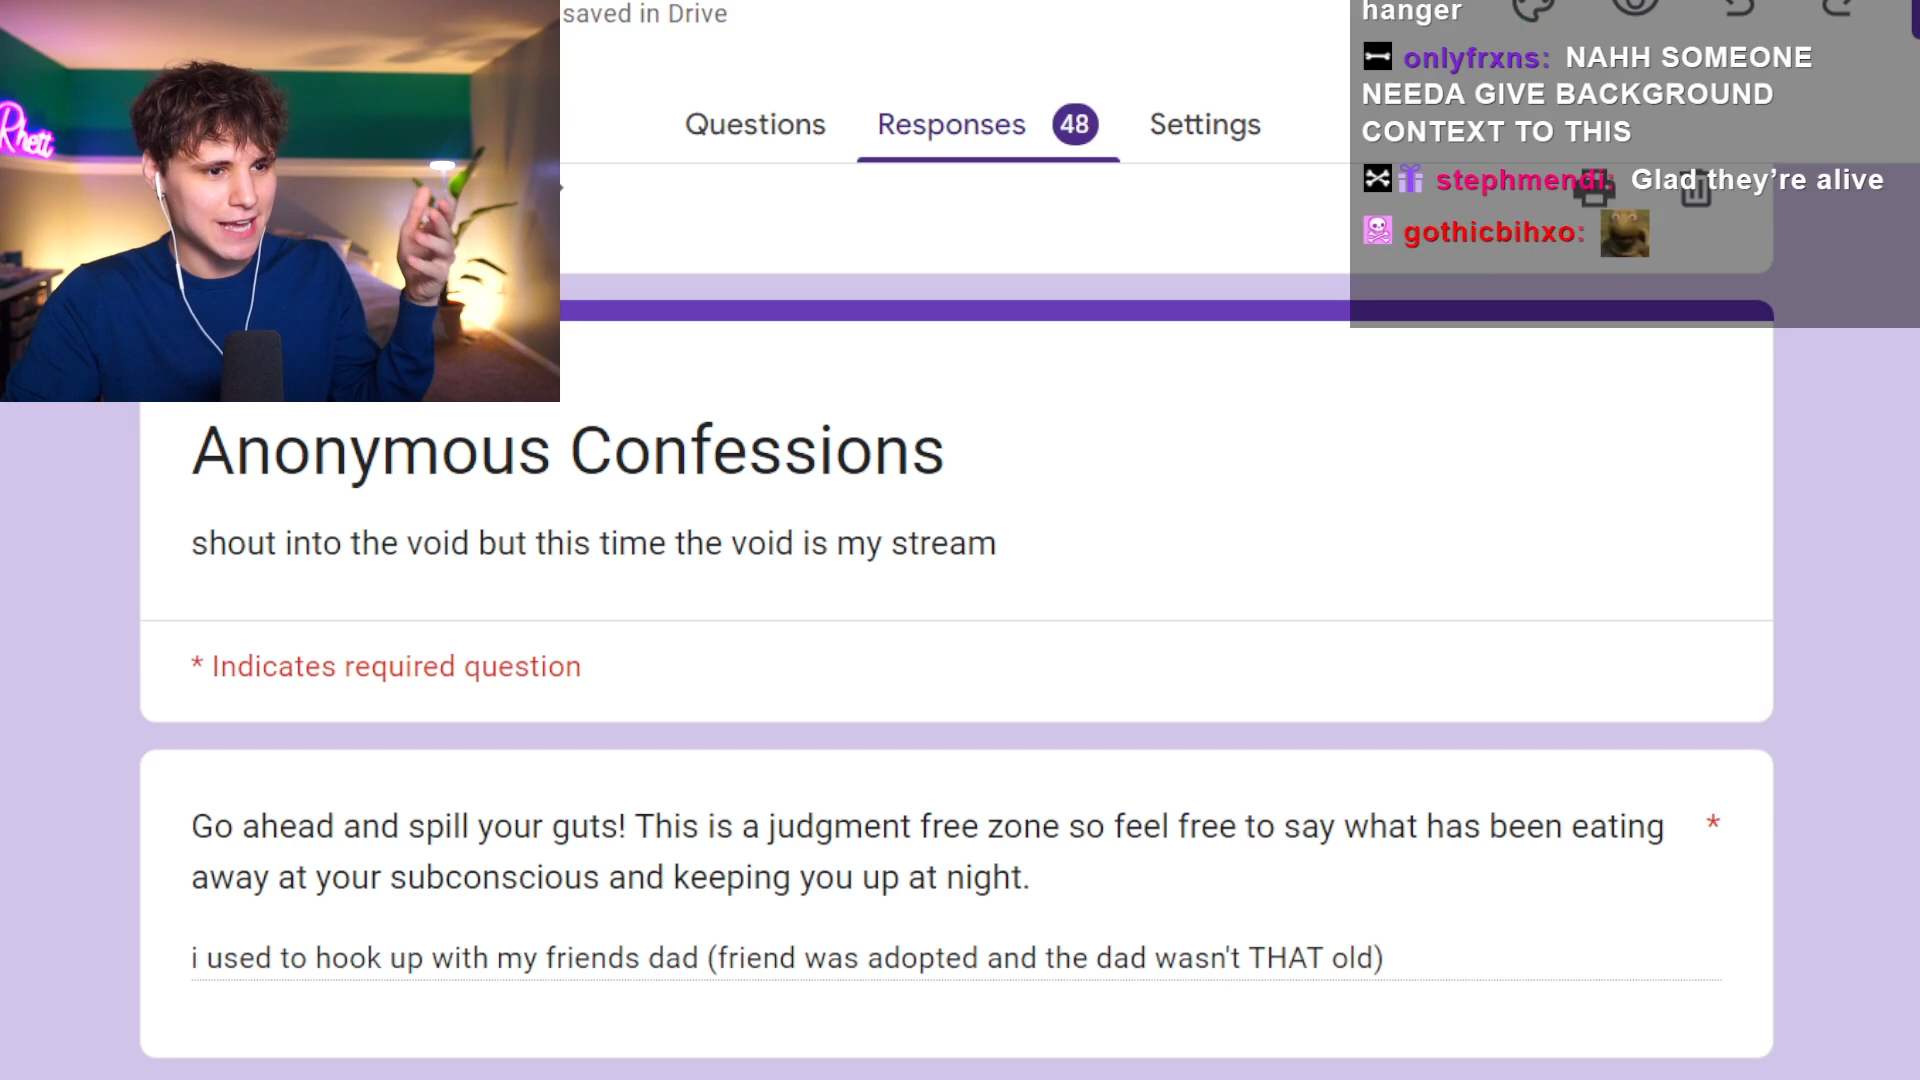 saved in Drive
Rhett
Questions
Responses
48
Settings
hanger
onlyfrxns: NAHH SOMEONE
NEEDA GIVE BACKGROUND
CONTEXT TO THIS
stephmendi: Glad they’re alive
gothicbihxo:
Anonymous Confessions
shout into the void but this time the void is my stream
* Indicates required question
Go ahead and spill your guts! This is a judgment free zone so feel free to say what has been eating *
away at your subconscious and keeping you up at night.
i used to hook up with my friends dad (friend was adopted and the dad wasn't THAT old)